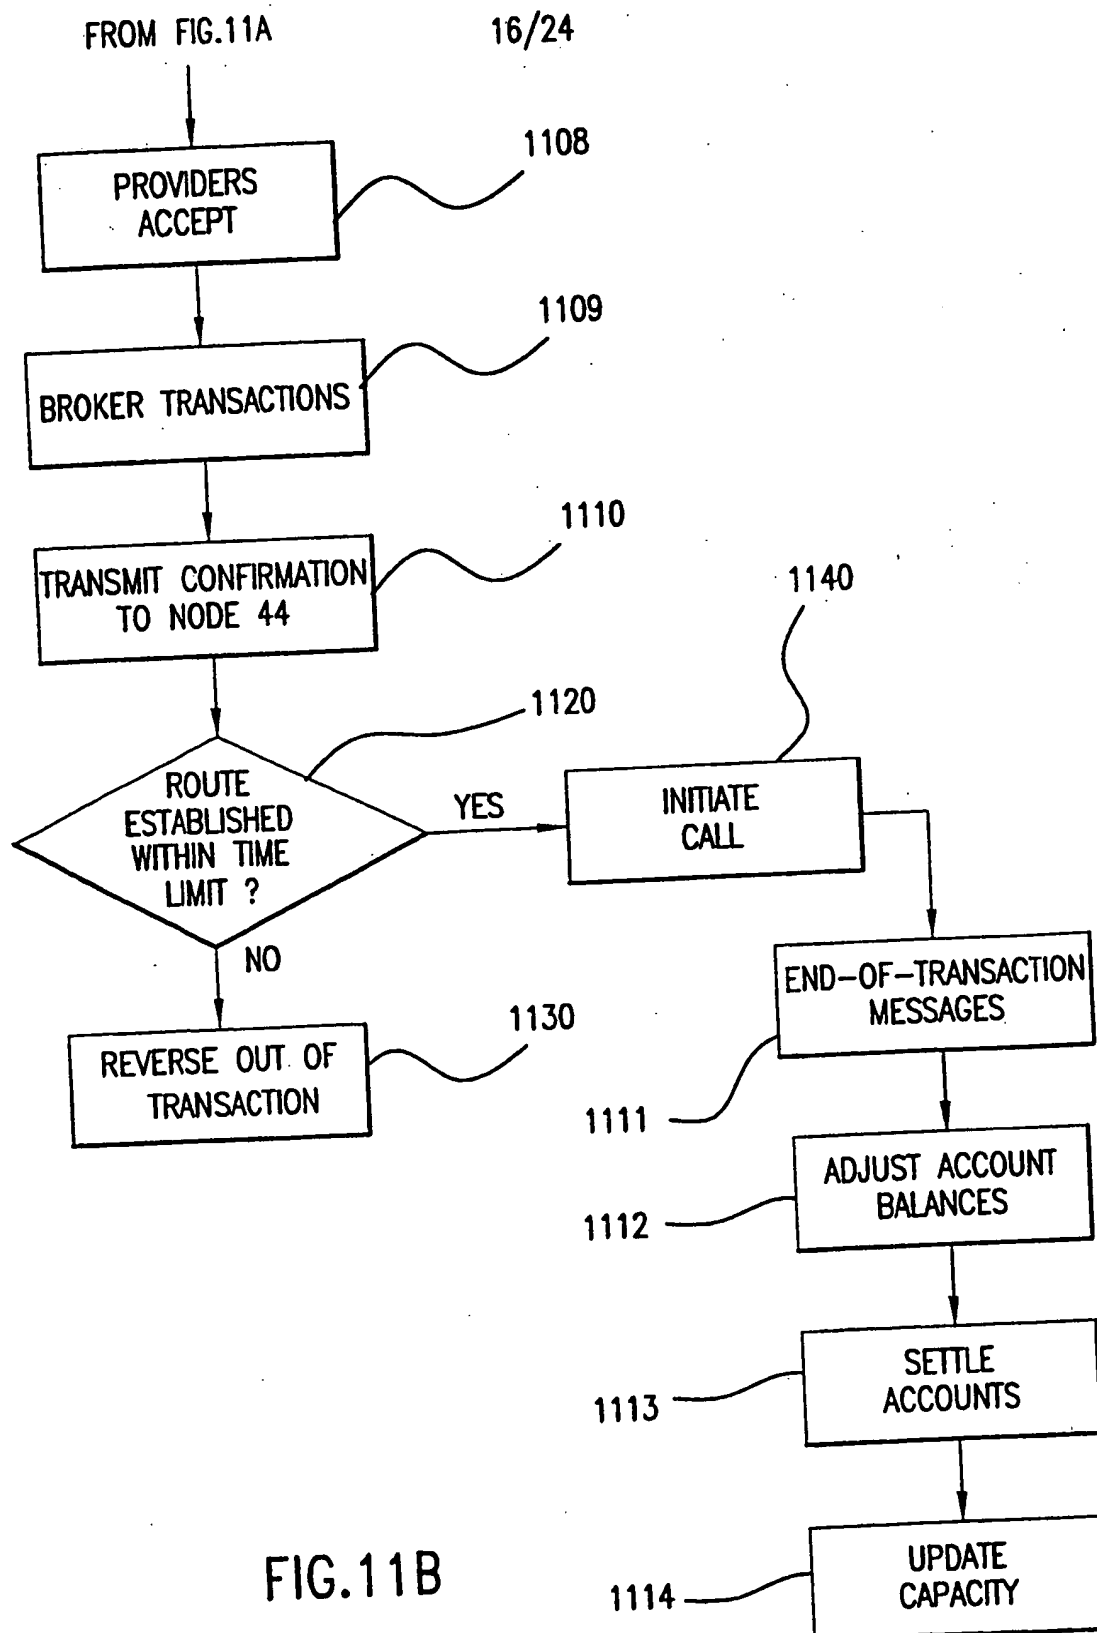 FROM FIG.11A
16/24
1108
PROVIDERS
ACCEPT
1109
BROKER TRANSACTIONS
1110
TRANSMIT CONFIRMATION
TO NODE 44
1140
1120
ROUTE
ESTABLISHED
WITHIN TIME
LIMIT ?
YES
INITIATE
CALL
NO
END-OF-TRANSACTION
MESSAGES
1130
REVERSE OUT OF
TRANSACTION
1111
ADJUST ACCOUNT
BALANCES
1112
SETTLE
ACCOUNTS
1113
UPDATE
CAPACITY
1114
FIG.11B